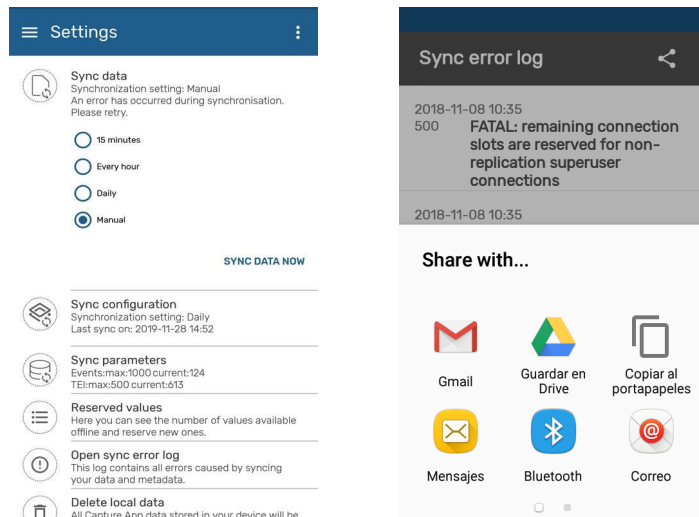 Settings
Sync data
Synchronization setting: Manual
An error has occurred during synchronisation.
Please retry.
15 minutes
Every hour
Daily
Manual
SYNC DATA NOW
Sync configuration
Synchronization setting: Daily
Last sync on: 2019-11-28 14:52
Sync parameters
Events:max:1000 current:124
TEI:max:500 current:613
Reserved values
Here you can see the number of values available
offline and reserve new ones.
Open sync error log
This log contains all errors caused by syncing
your data and metadata.
Delete local data
All Capture App data stored in your device will be
Sync error log
2018-11-08 10:35
500 FATAL: remaining connection
slots are reserved for non-
replication superuser
connections
2018-11-08 10:35
Share with...
Gmail
Guardar en
Drive
Copiar al
portapapeles
Mensajes
Bluetooth
Correo